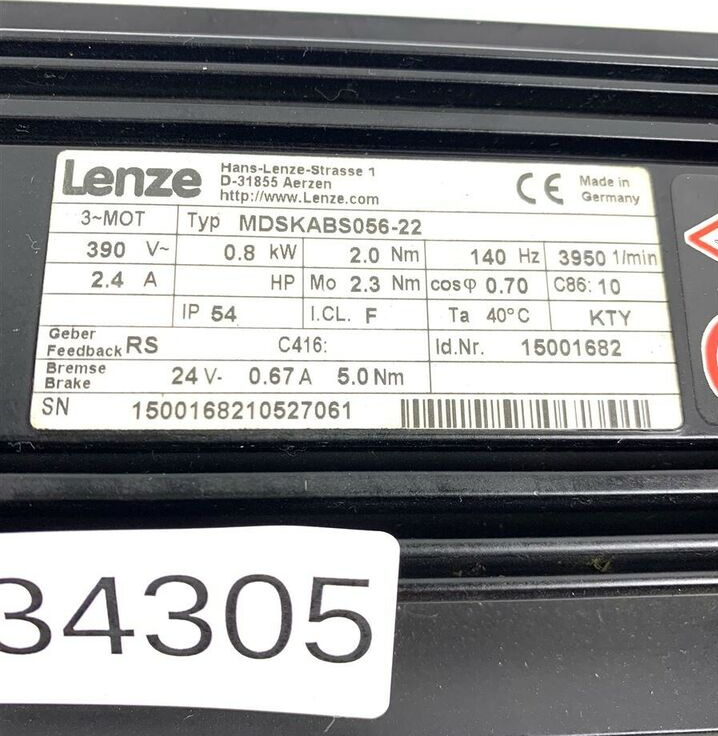 Lenze
Hans-Lenze-Strasse 1
D-31855 Aerzen
http://www.Lenze.com
CE
Made in
Germany
3~MOT Typ MDSKABS056-22
390 V~ 0.8 kW 2.0 Nm 140 Hz 3950 1/min
2.4 A HP Mo 2.3 Nm cosφ 0.70 C86: 10
IP 54 I.CL. F Ta 40°C KTY
Geber
Feedback RS C416: Id.Nr. 15001682
Bremse
Brake 24 V- 0.67 A 5.0 Nm
SN 1500168210527061
34305